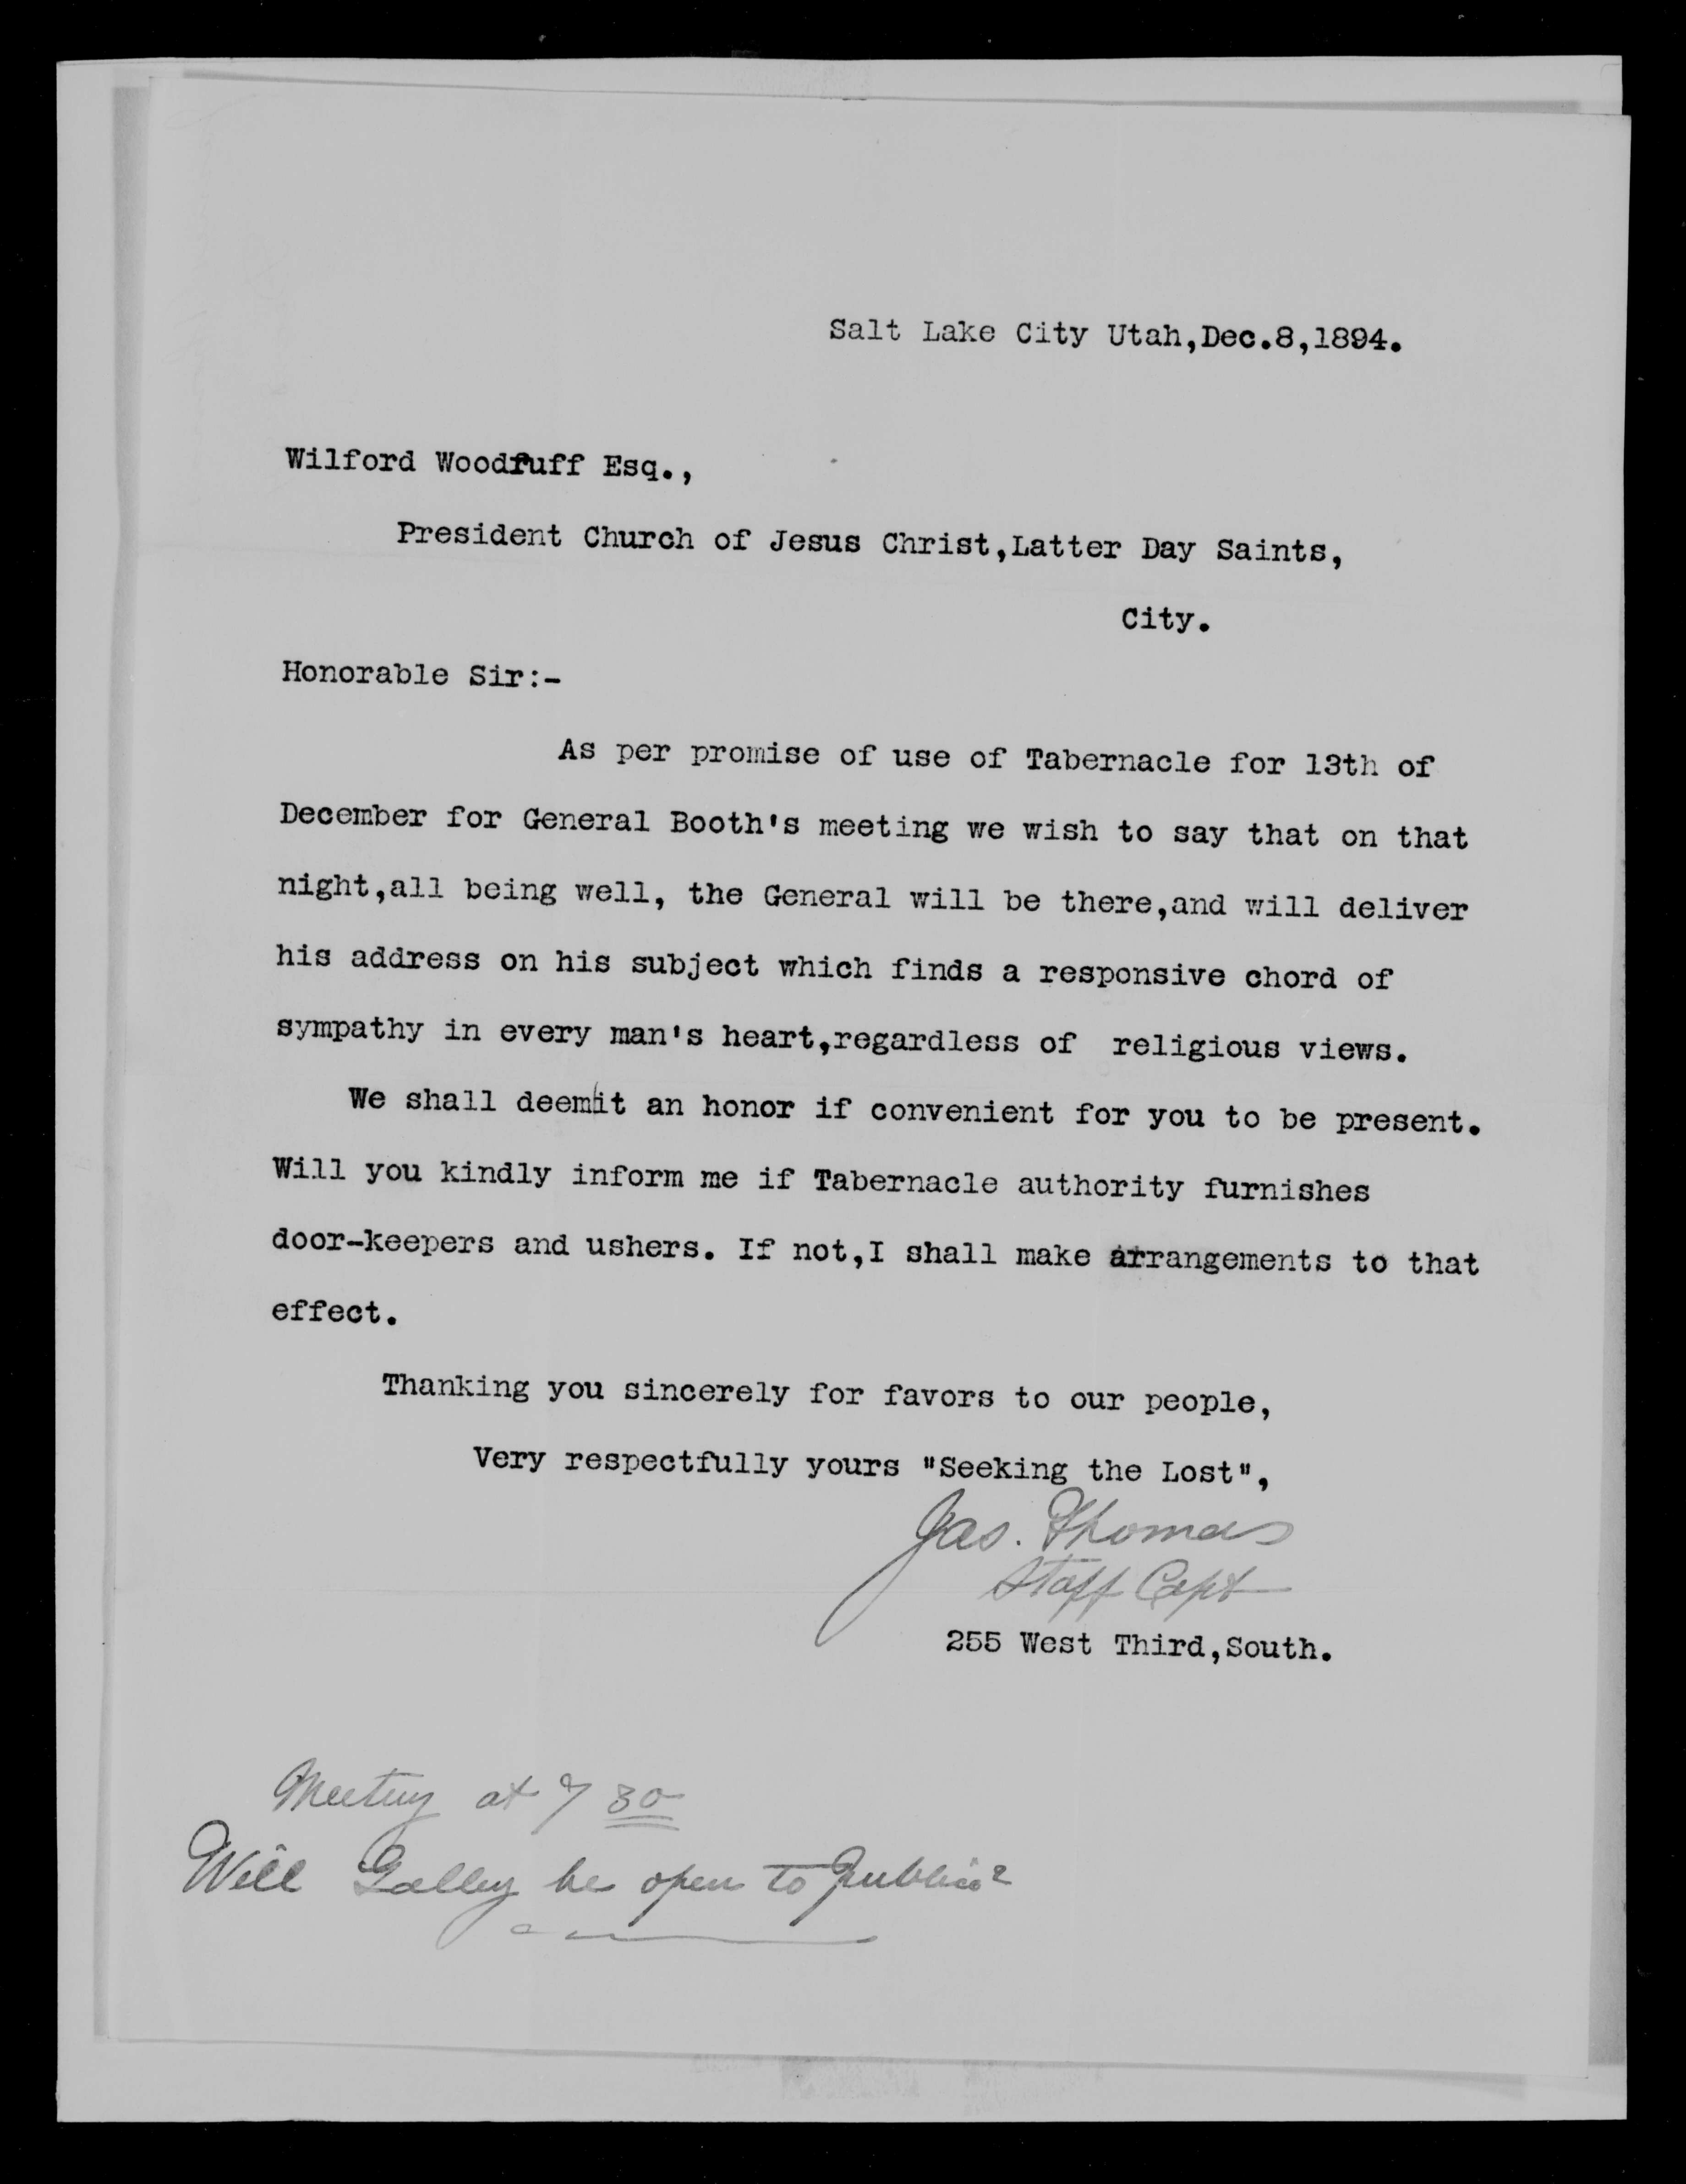 Salt Lake City Utah,Dec.8,1894.
Wilford Woodruff Esq.,
President Church of Jesus Christ,Latter Day Saints,
City.
Honorable Sir:-
As per promise of use of Tabernacle for 13th of
December for General Booth's meeting we wish to say that on that
night,all being well, the General will be there,and will deliver
his address on his subject which finds a responsive chord of
sympathy in every man's heart,regardless of religious views.
We shall deem it an honor if convenient for you to be present.
Will you kindly inform me if Tabernacle authority furnishes
door-keepers and ushers. If not,I shall make arrangements to that
effect.
Thanking you sincerely for favors to our people,
Very respectfully yours "Seeking the Lost",
Jas. Thomas
Staff Capt
255 West Third,South.
Meeting at 7 30
Will Galley be open to Public?